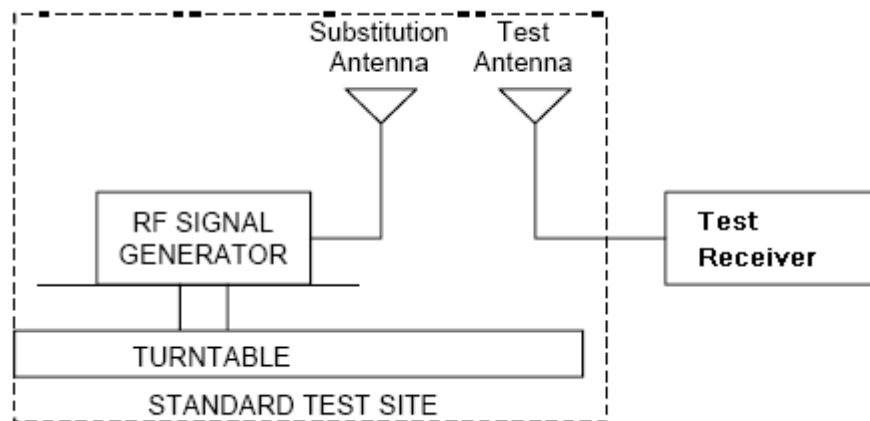 Substitution
Antenna
Test
Antenna
RF SIGNAL
GENERATOR
Test
Receiver
TURNTABLE
STANDARD TEST SITE